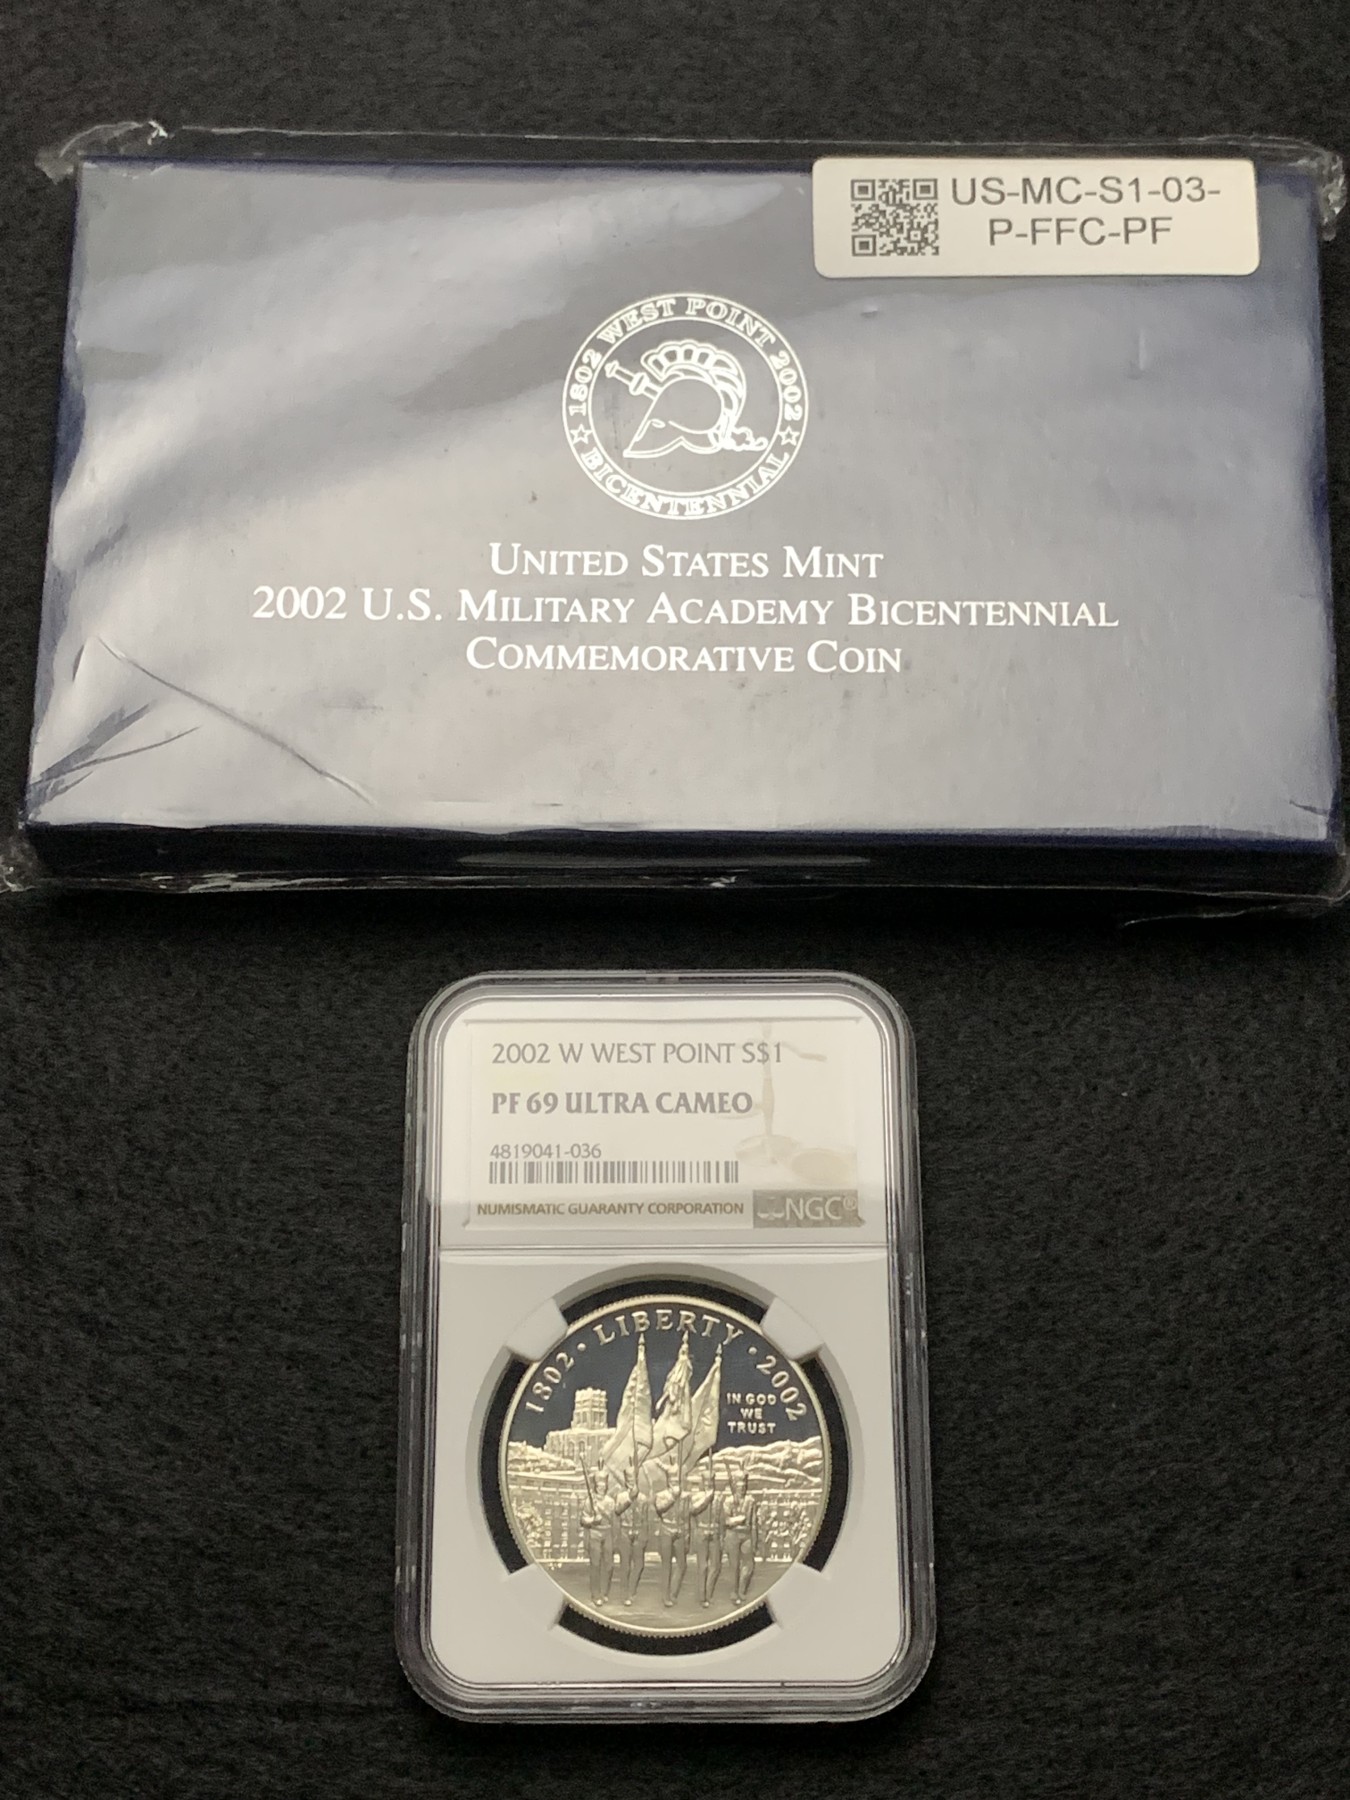 US-MC-S1-03-
P-FFC-PF
1802 WEST POINT 2002
BICENTENNIAL
UNITED STATES MINT
2002 U.S. MILITARY ACADEMY BICENTENNIAL
COMMEMORATIVE COIN
2002 W WEST POINT S$1
PF 69 ULTRA CAMEO
4819041-036
NUMISMATIC GUARANTY CORPORATION
NGC®
1802 · LIBERTY · 2002
IN GOD
WE
TRUST